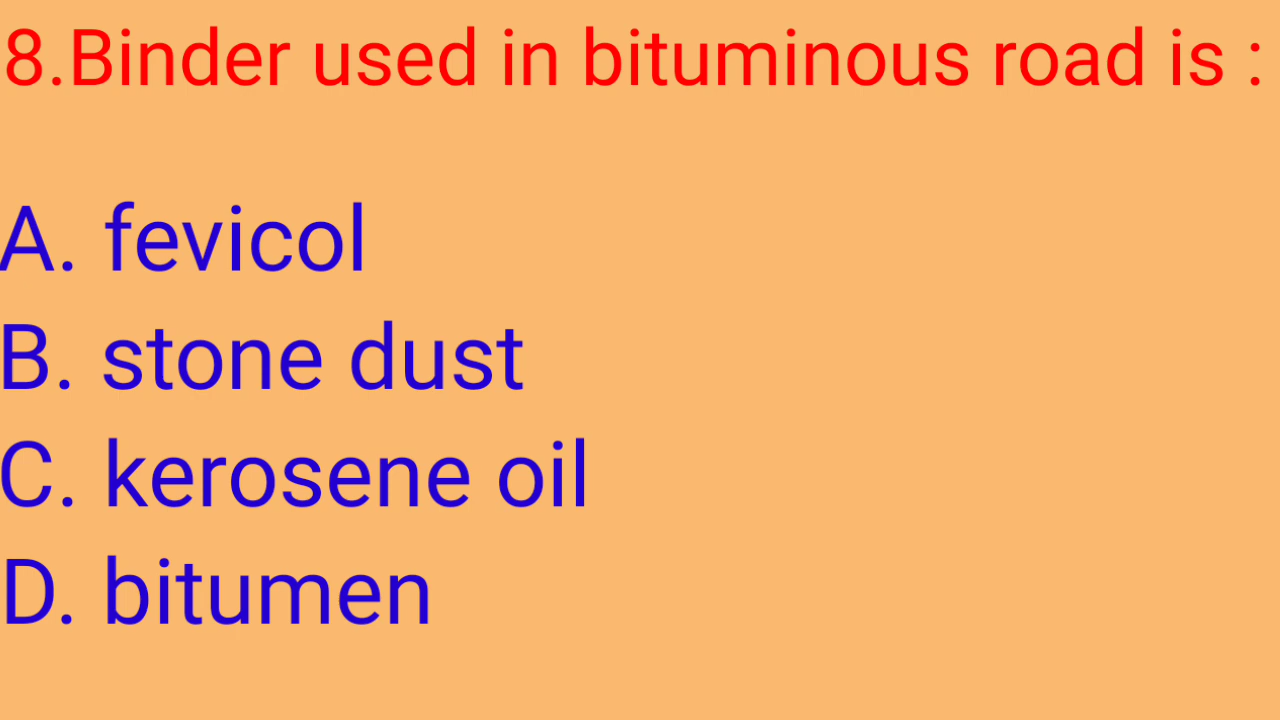 8.Binder used in bituminous road is :
A. fevicol
B. stone dust
C. kerosene oil
D. bitumen